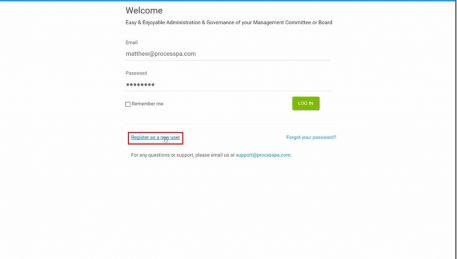 Welcome
Easy & Enjoyable Administration & Governance of your Management Committee or Board
Email
matthew@processpa.com
Password
********
Remember me
LOG IN
Register as a new user
Forgot your password?
For any questions or support, please email us at support@processpa.com.